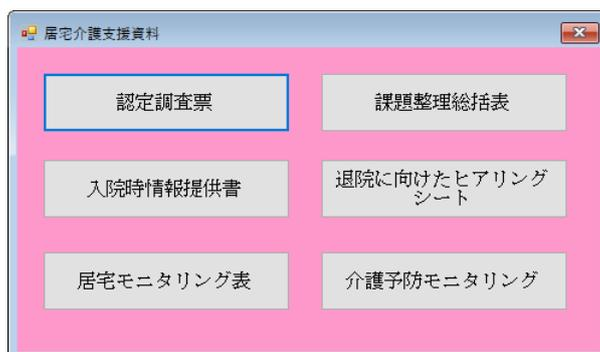 居宅介護支援資料
認定調査票
課題整理総括表
入院時情報提供書
退院に向けたヒアリング
シート
居宅モニタリング表
介護予防モニタリング